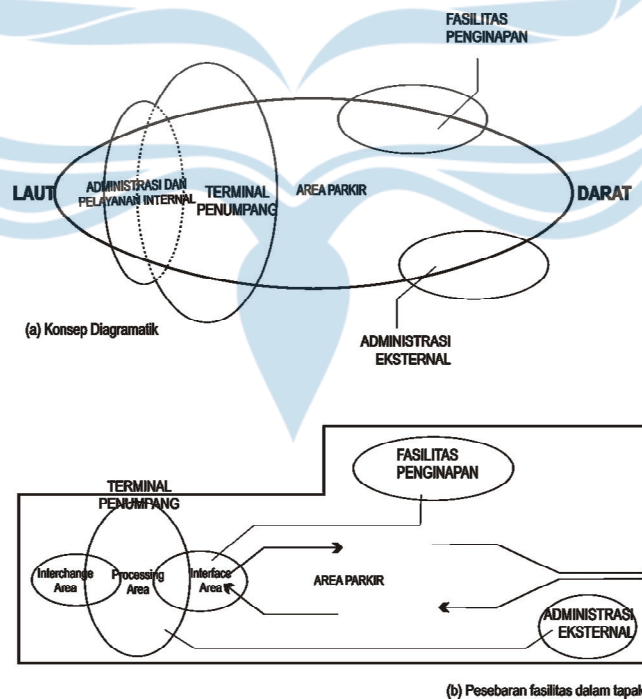 FASILITAS
PENGINAPAN
LAUT
ADMINISTRASI DAN
PELAYANAN INTERNAL
TERMINAL
PENUMPANG
AREA PARKIR
DARAT
(a) Konsep Diagramatik
ADMINISTRASI
EKSTERNAL
FASILITAS
PENGINAPAN
TERMINAL
PENUMPANG
Interchange
Area
Processing
Area
Interface
Area
AREA PARKIR
ADMINISTRASI
EKSTERNAL
(b) Pesebaran fasilitas dalam tapak